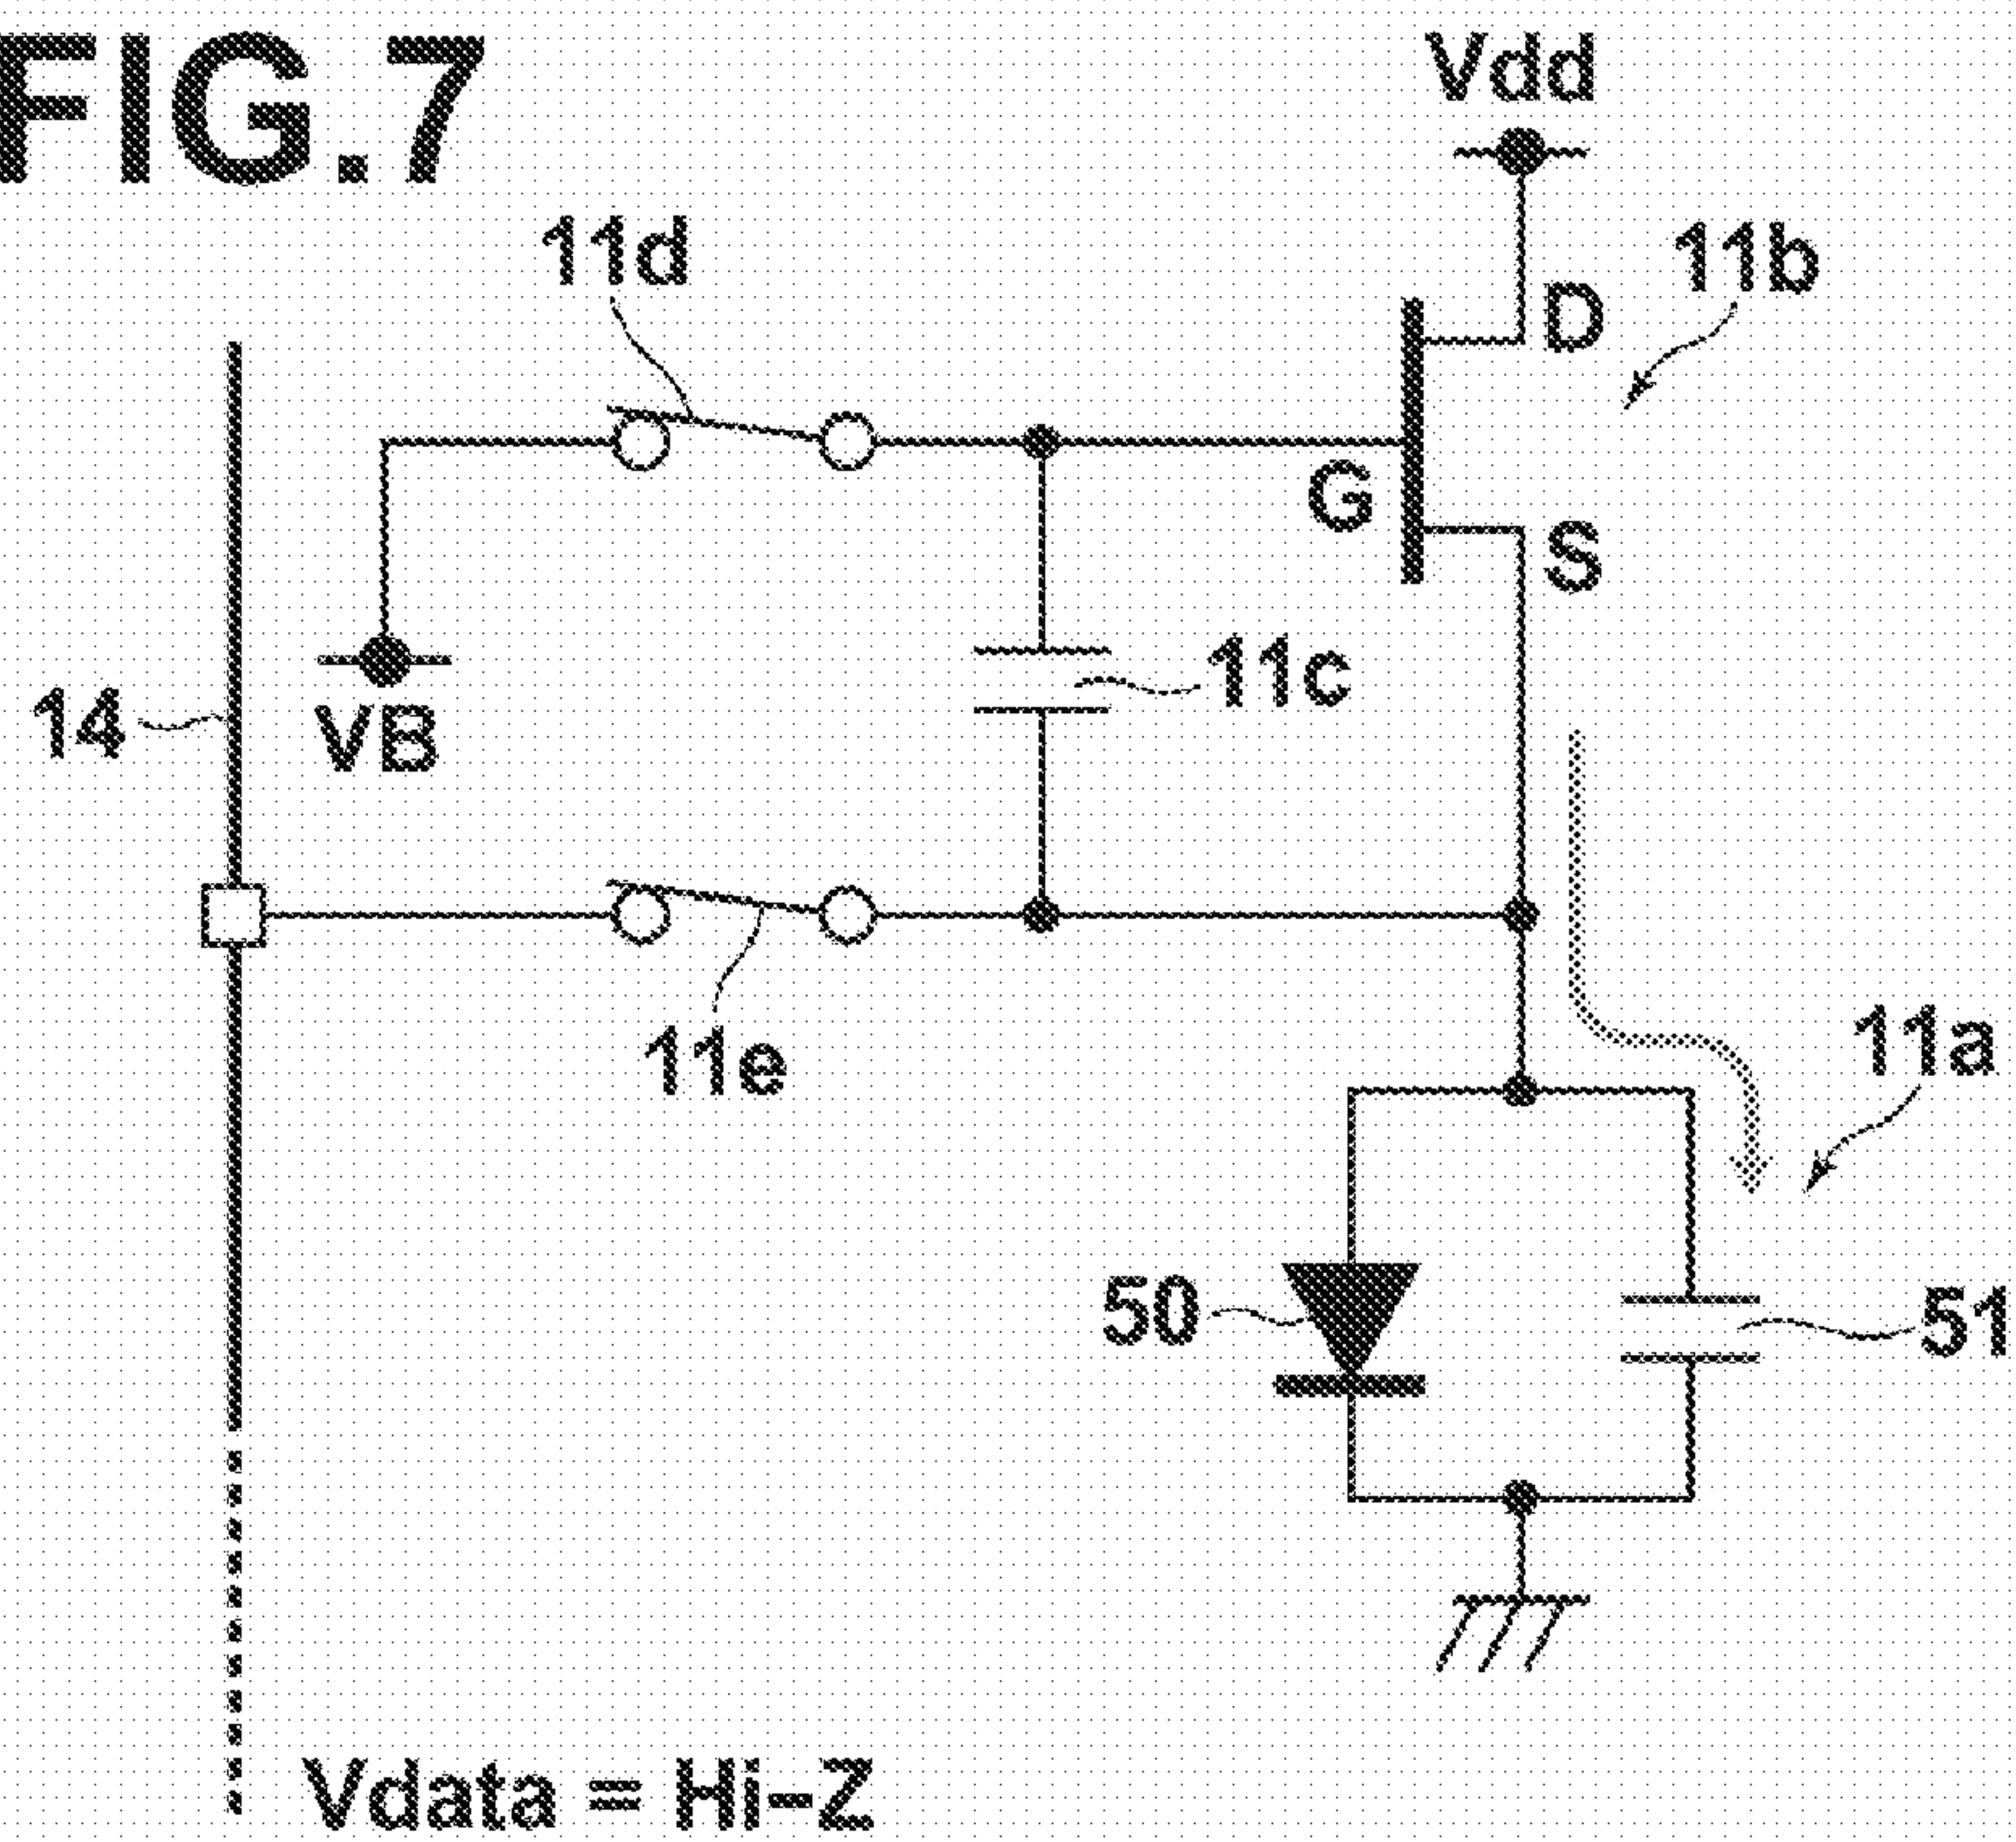 FIG.7
Vdd
11d
11b
D
G
S
11c
14
VB
11e
11a
50
51
Vdata = Hi-Z